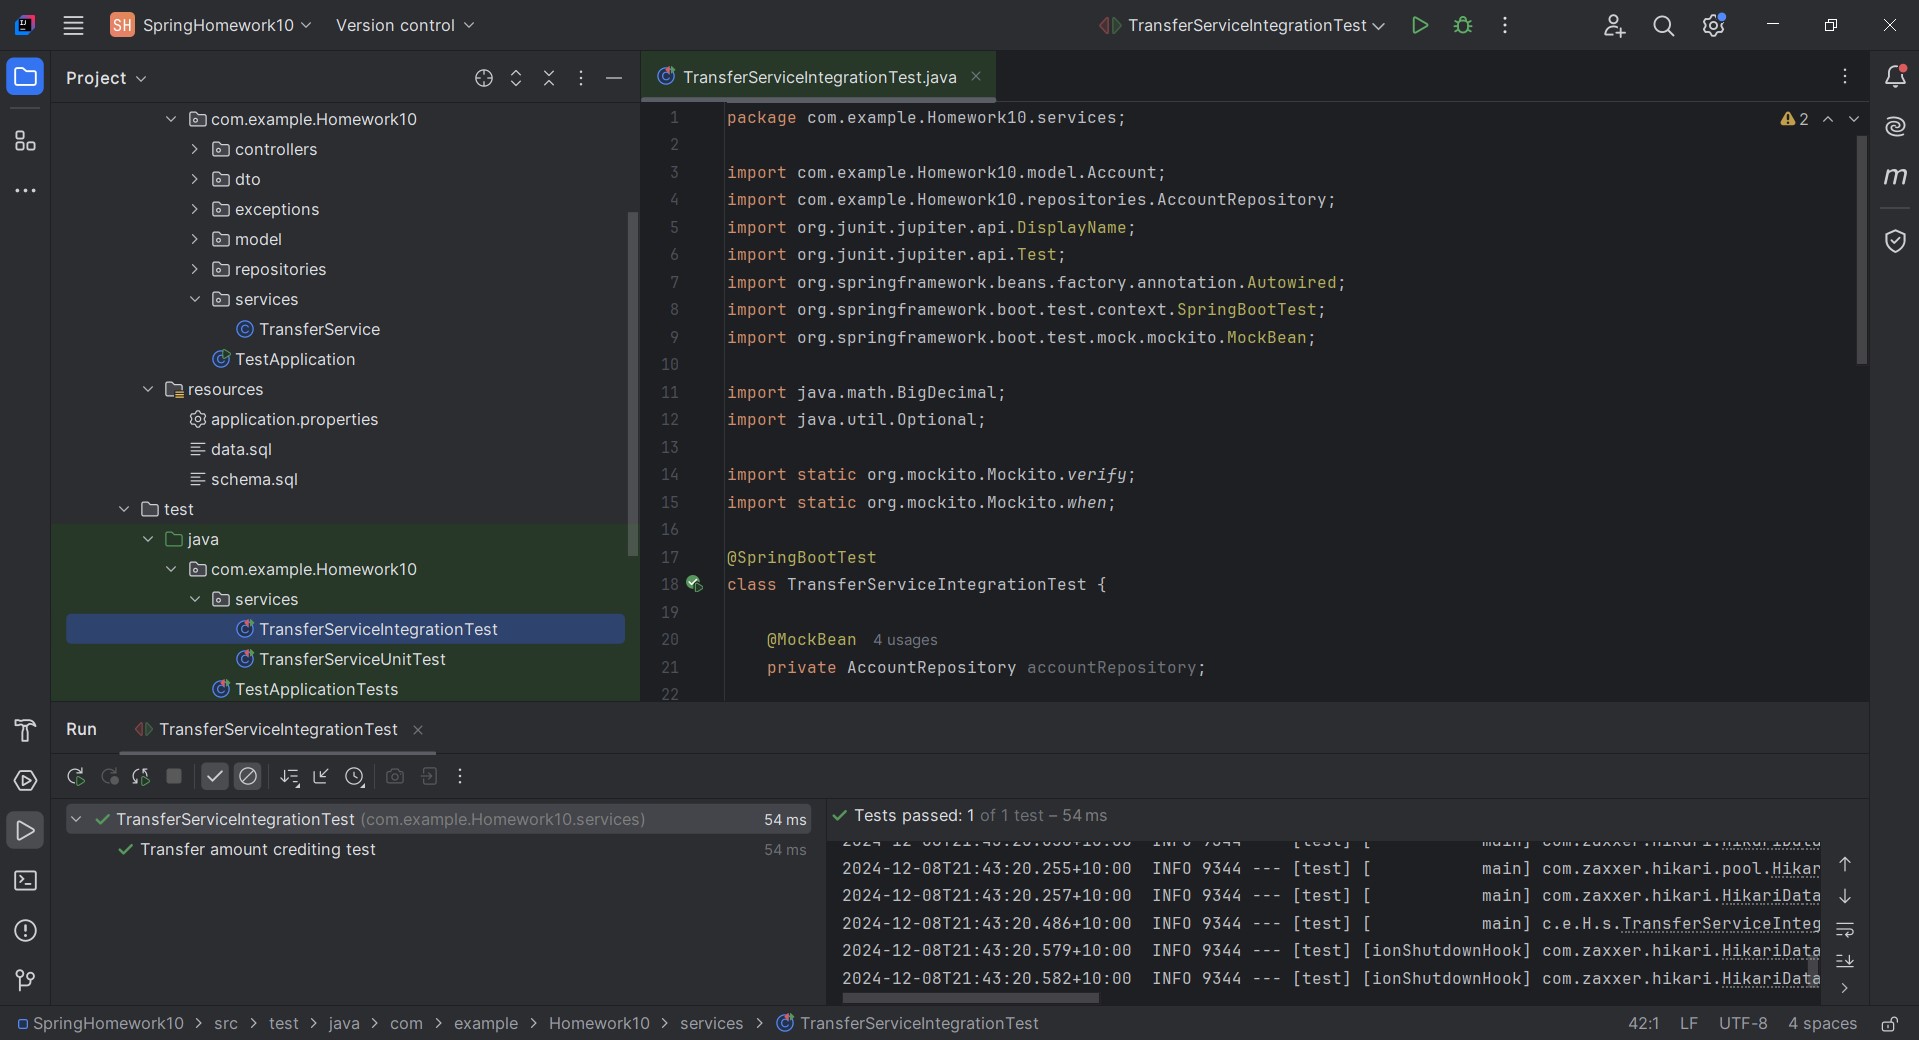 SH SpringHomework10 Version control TransferServiceIntegrationTest
Project
com.example.Homework10
controllers
dto
exceptions
model
repositories
services
TransferService
TestApplication
resources
application.properties
data.sql
schema.sql
test
java
com.example.Homework10
services
TransferServiceIntegrationTest
TransferServiceUnitTest
TestApplicationTests
TransferServiceIntegrationTest.java
2
1 package com.example.Homework10.services;
2
3 import com.example.Homework10.model.Account;
4 import com.example.Homework10.repositories.AccountRepository;
5 import org.junit.jupiter.api.DisplayName;
6 import org.junit.jupiter.api.Test;
7 import org.springframework.beans.factory.annotation.Autowired;
8 import org.springframework.boot.test.context.SpringBootTest;
9 import org.springframework.boot.test.mock.mockito.MockBean;
10
11 import java.math.BigDecimal;
12 import java.util.Optional;
13
14 import static org.mockito.Mockito.verify;
15 import static org.mockito.Mockito.when;
16
17 @SpringBootTest
18 class TransferServiceIntegrationTest {
19
20 @MockBean 4 usages
21 private AccountRepository accountRepository;
22
m
Run TransferServiceIntegrationTest
TransferServiceIntegrationTest (com.example.Homework10.services) 54 ms
Transfer amount crediting test 54 ms
Tests passed: 1 of 1 test – 54 ms
2024-12-08T21:43:20.255+10:00 INFO 9344 --- [test] [ main] com.zaxxer.hikari.pool.Hikar
2024-12-08T21:43:20.257+10:00 INFO 9344 --- [test] [ main] com.zaxxer.hikari.HikariData
2024-12-08T21:43:20.486+10:00 INFO 9344 --- [test] [ main] c.e.H.s.TransferServiceInteg
2024-12-08T21:43:20.579+10:00 INFO 9344 --- [test] [ionShutdownHook] com.zaxxer.hikari.HikariData
2024-12-08T21:43:20.582+10:00 INFO 9344 --- [test] [ionShutdownHook] com.zaxxer.hikari.HikariData
SpringHomework10 > src > test > java > com > example > Homework10 > services > TransferServiceIntegrationTest
42:1 LF UTF-8 4 spaces